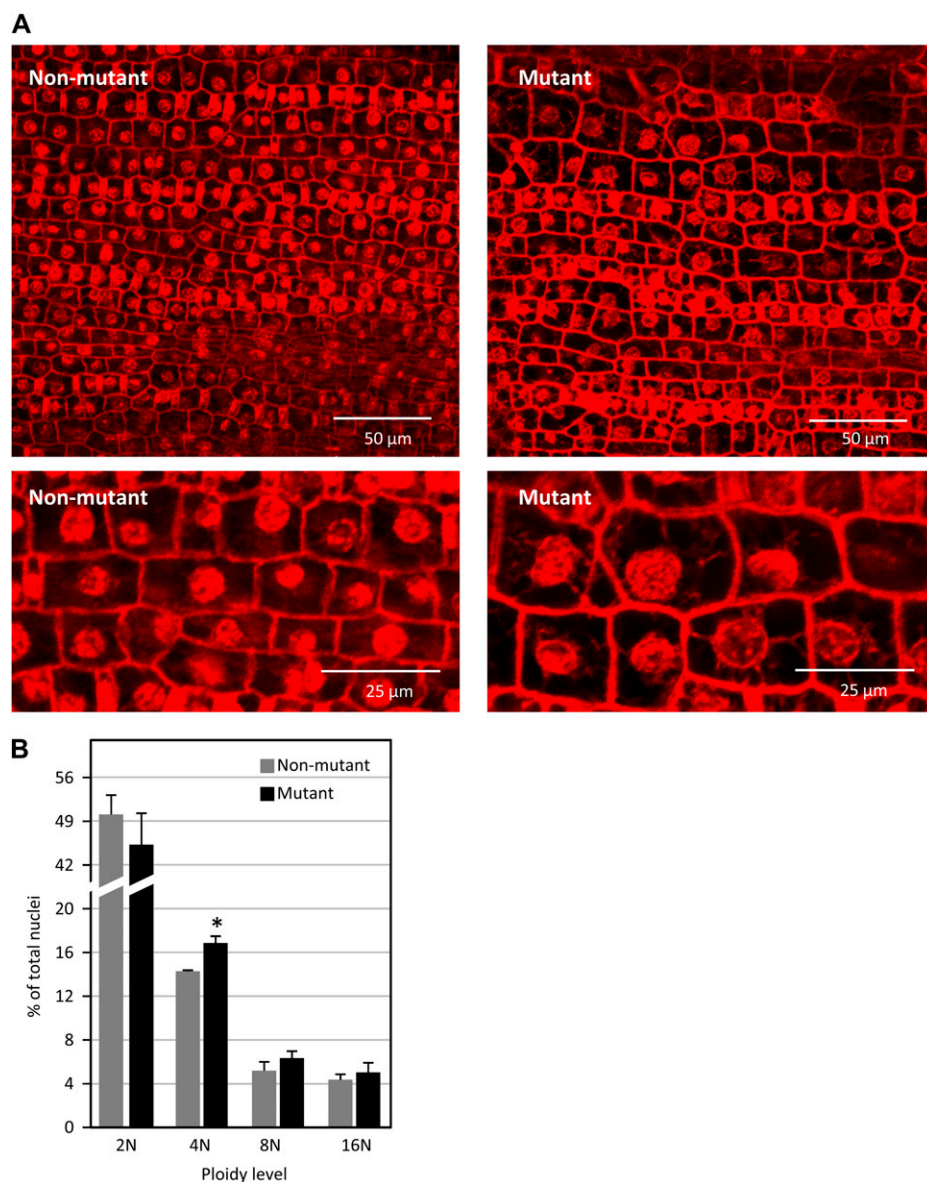 A
Non-mutant
Mutant
50 µm
50 µm
Non-mutant
Mutant
25 µm
25 µm
B
Non-mutant
Mutant
% of total nuclei
56
49
42
20
16
12
8
4
0
*
2N 4N 8N 16N
Ploidy level